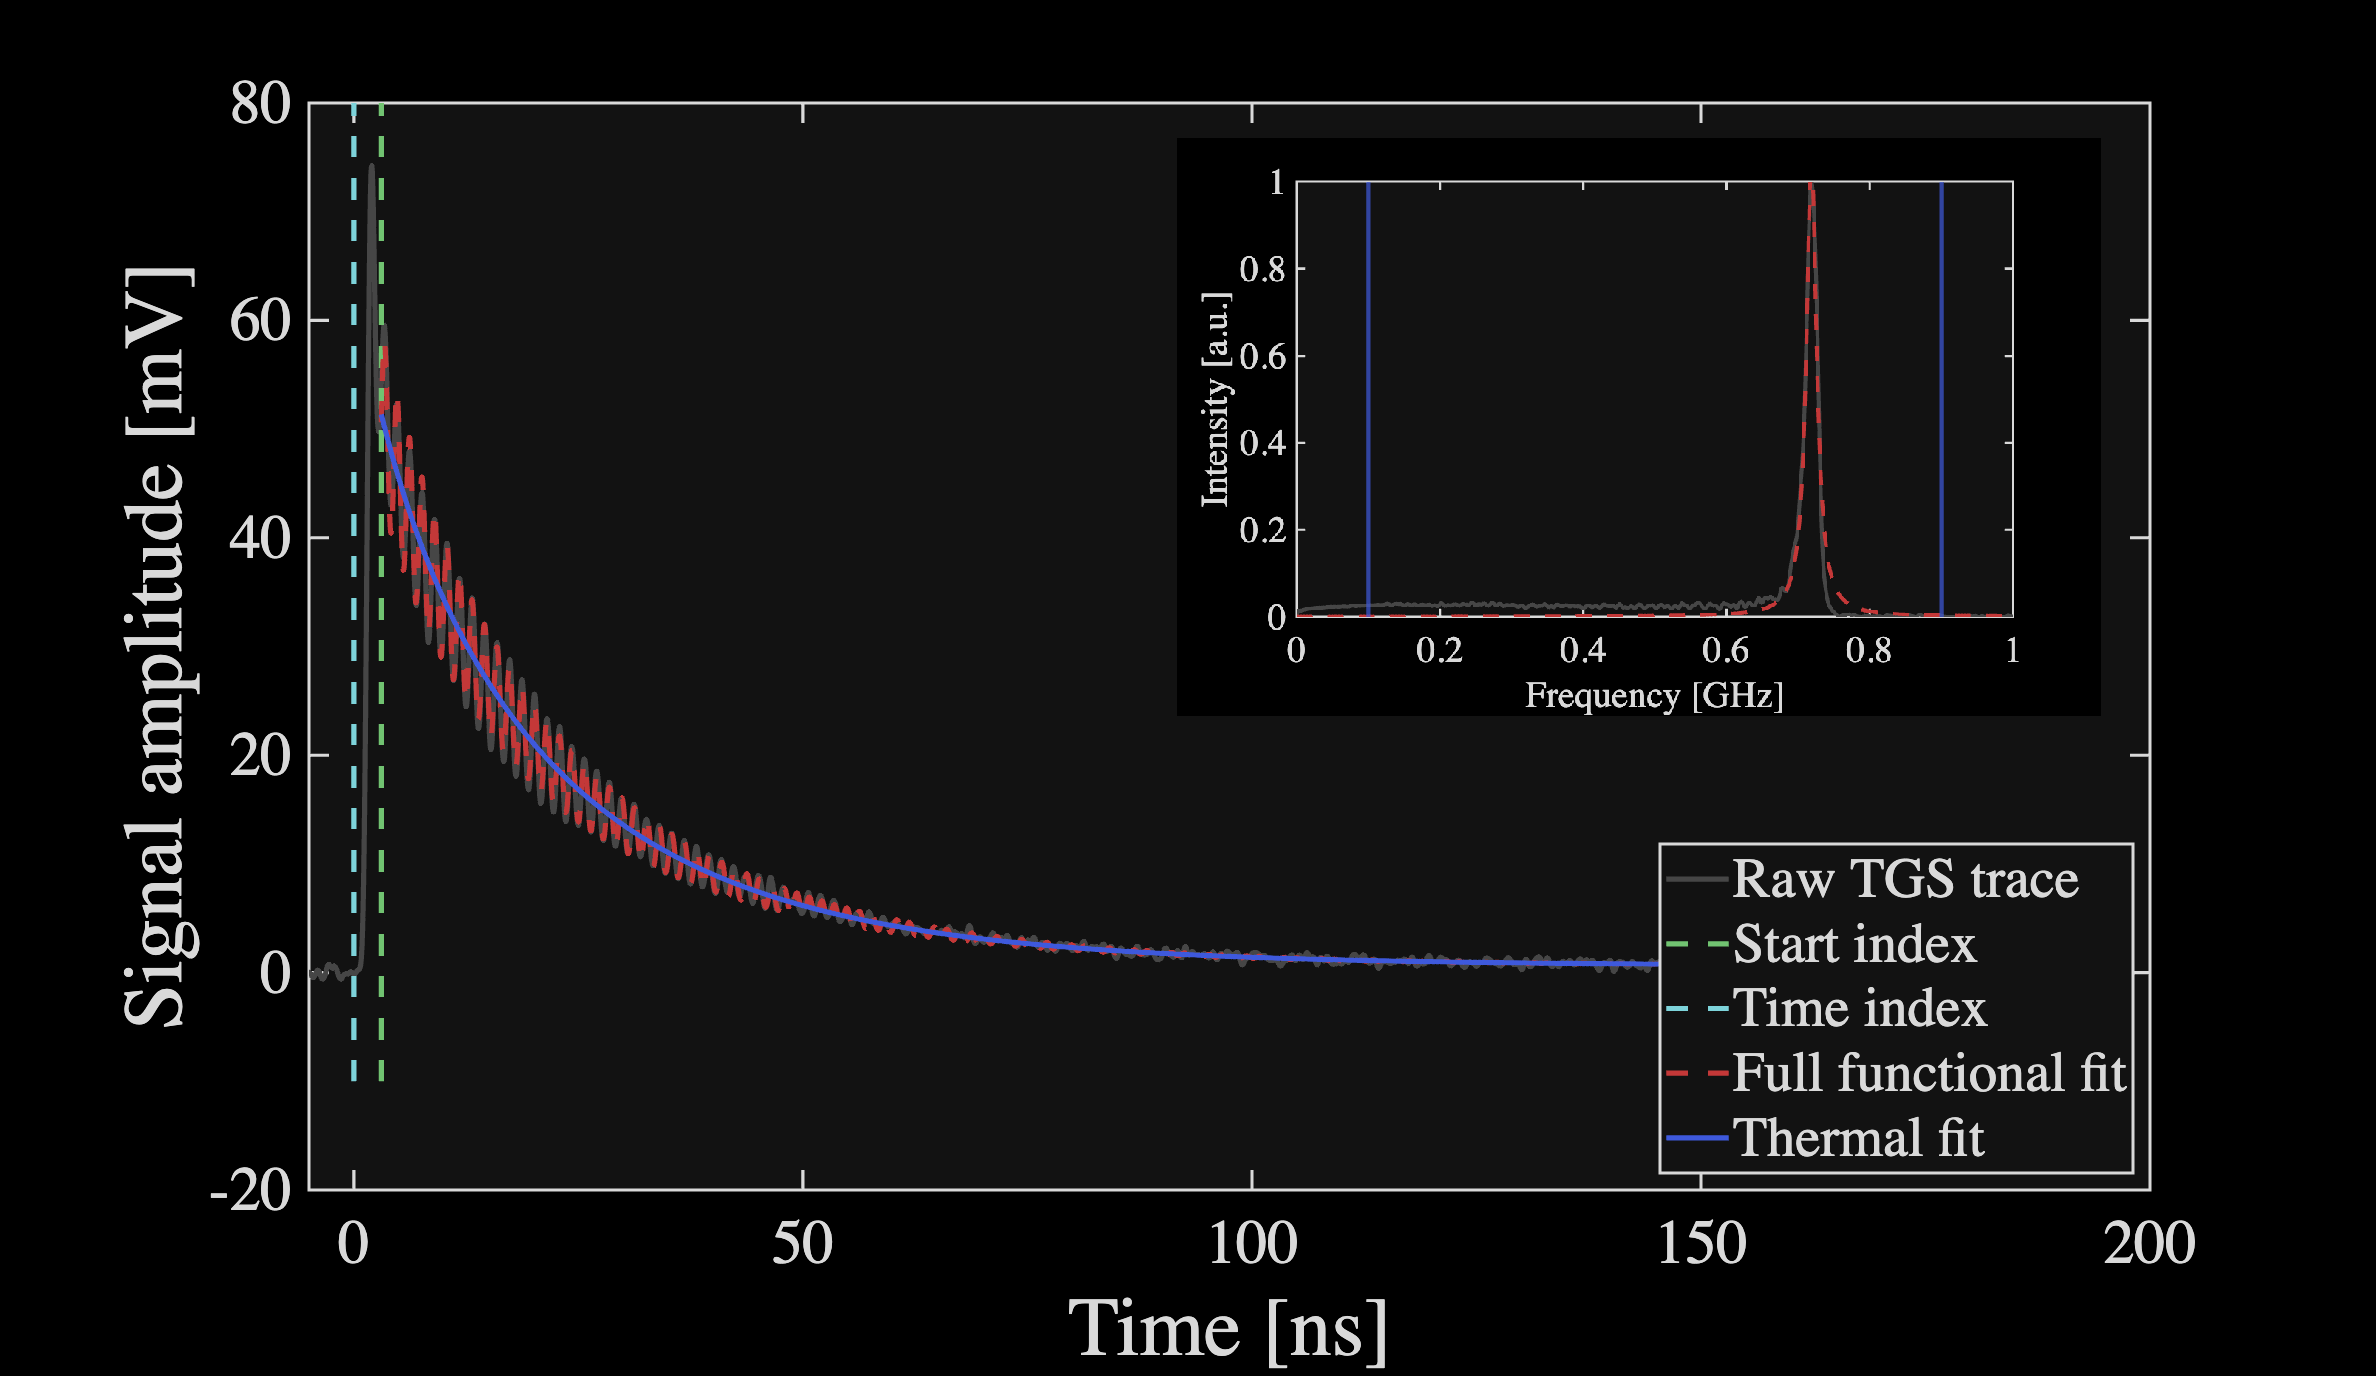 80
60
40
20
0
-20
Signal amplitude [mV]
0
50
100
150
200
Time [ns]
1
0.8
0.6
0.4
0.2
0
Intensity [a.u.]
0
0.2
0.4
0.6
0.8
1
Frequency [GHz]
Raw TGS trace
Start index
Time index
Full functional fit
Thermal fit